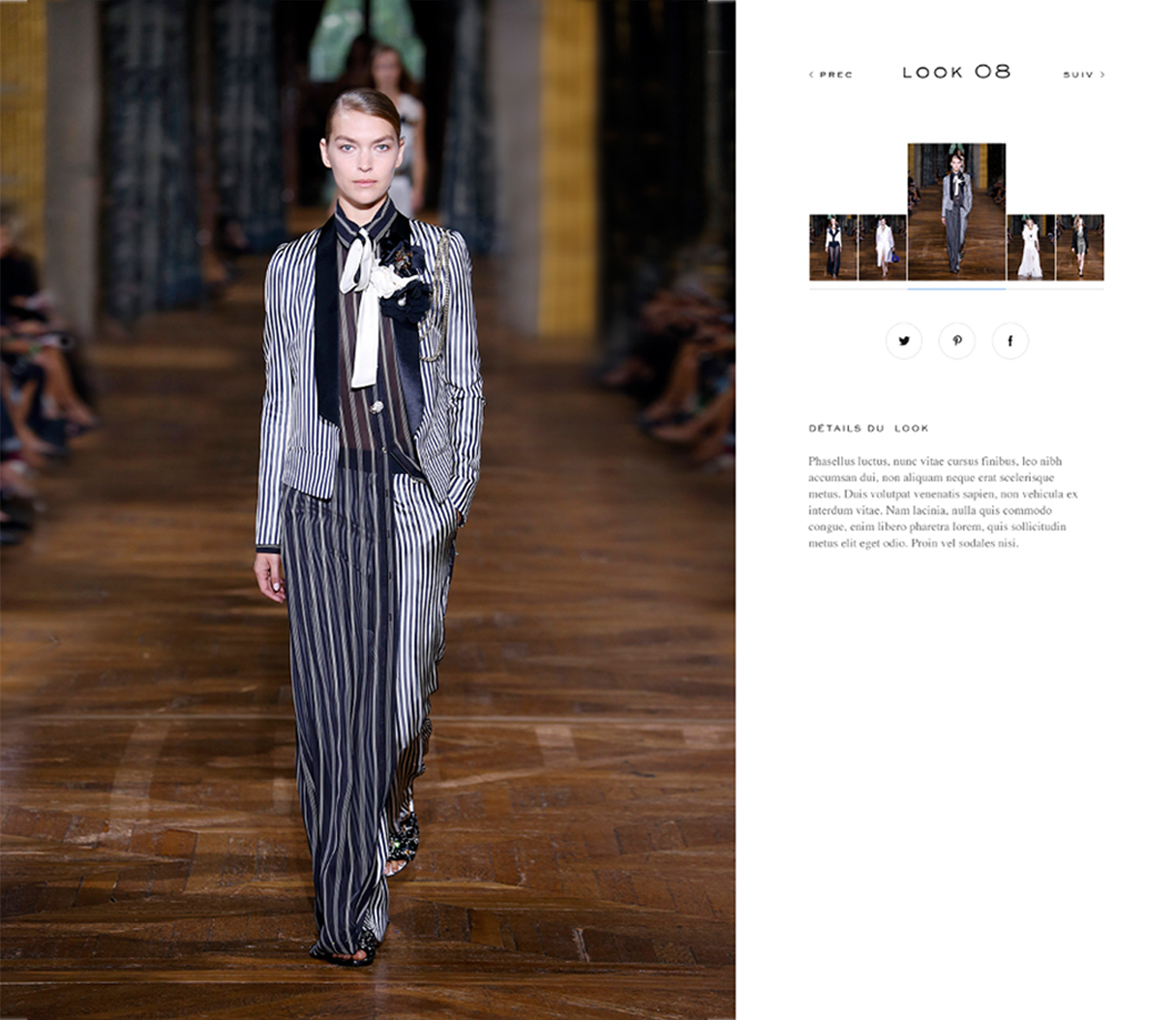 PREC
LOOK 08
SUIV
DÉTAILS DU LOOK
Phasellus luctus, nunc vitae cursus finibus, leo nibh
accumsan dui, non aliquam neque erat scelerisque
metus. Duis volutpat venenatis sapien, non vehicula ex
interdum vitae. Nam lacinia, nulla quis commodo
congue, enim libero pharetra lorem, quis sollicitudin
metus elit eget odio. Proin vel sodales nisi.